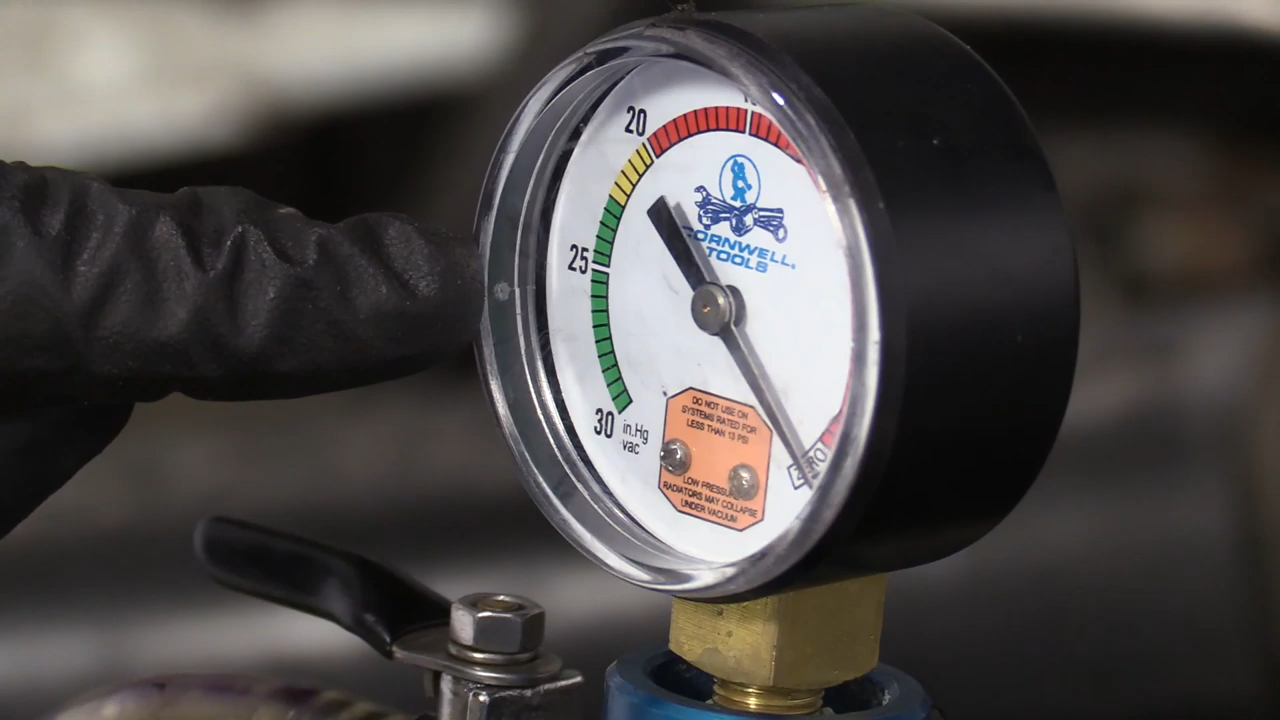 20
25
30
in.Hg
vac
CORNWELL
TOOLS®
DO NOT USE ON
SYSTEMS RATED FOR
LESS THAN 13 PSI
LOW PRESSURE
RADIATORS MAY COLLAPSE
UNDER VACUUM
ZERO